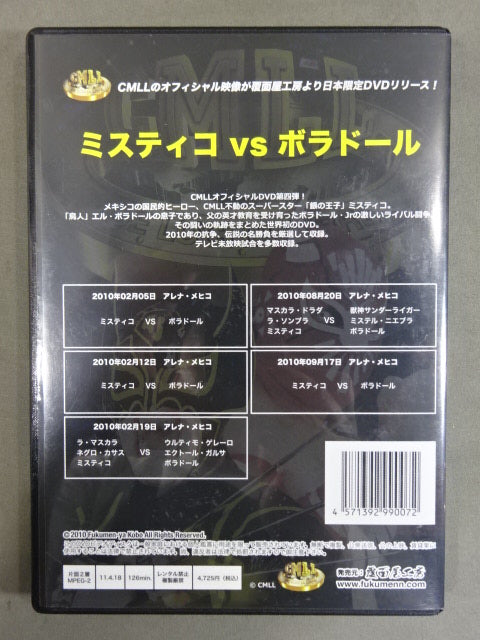 CMLL
CMLLのオフィシャル映像が覆面屋工房より日本限定DVDリリース!
ミスティコ vs ボラドール
CMLLオフィシャルDVD第四弾!
メキシコの国民的ヒーロー、CMLL不動のスーパースター「銀の王子」ミスティコ。
「鳥人」エル・ボラドールの息子であり、父の英才教育を受け育ったボラドール・Jrの激しいライバル闘争。
その闘いの軌跡をまとめた世界初のDVD。
2010年の抗争、伝説の名勝負を厳選して収録。
テレビ未放映試合を多数収録。
2010年02月05日 アレナ・メヒコ
ミスティコ VS ボラドール
2010年02月12日 アレナ・メヒコ
ミスティコ VS ボラドール
2010年02月19日 アレナ・メヒコ
ラ・マスカラ ウルティモ・ゲレーロ
ネグロ・カサス VS エクトール・ガルサ
ミスティコ ボラドール
2010年08月20日 アレナ・メヒコ
マスカラ・ドラダ 獣神サンダーライガー
ラ・ソンブラ VS ミステル・ニエブラ
ミスティコ ボラドール
2010年09月17日 アレナ・メヒコ
ミスティコ VS ボラドール
4 571392 990072
© 2010 Fukumen-ya Kobo All Rights Reserved.
片面2層
MPEG-2
11.4.18
126min.
レンタル禁止
複製厳禁
4,725円(税込)
© CMLL
CMLL
発売元: 覆面屋工房
www.fukumenn.com